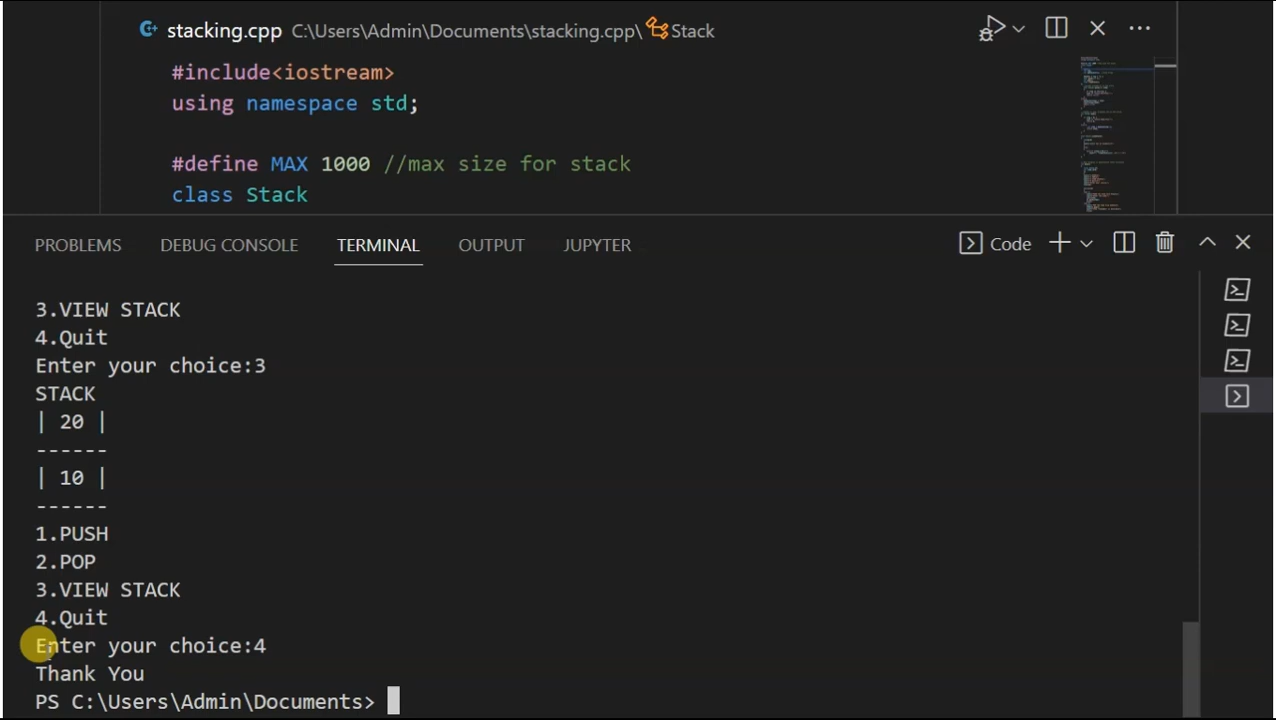 stacking.cpp C:\Users\Admin\Documents\stacking.cpp\ Stack
#include<iostream>
using namespace std;
#define MAX 1000 //max size for stack
class Stack
PROBLEMS DEBUG CONSOLE TERMINAL OUTPUT JUPYTER Code
3.VIEW STACK
4.Quit
Enter your choice:3
STACK
| 20 |
------
| 10 |
------
1.PUSH
2.POP
3.VIEW STACK
4.Quit
Enter your choice:4
Thank You
PS C:\Users\Admin\Documents>